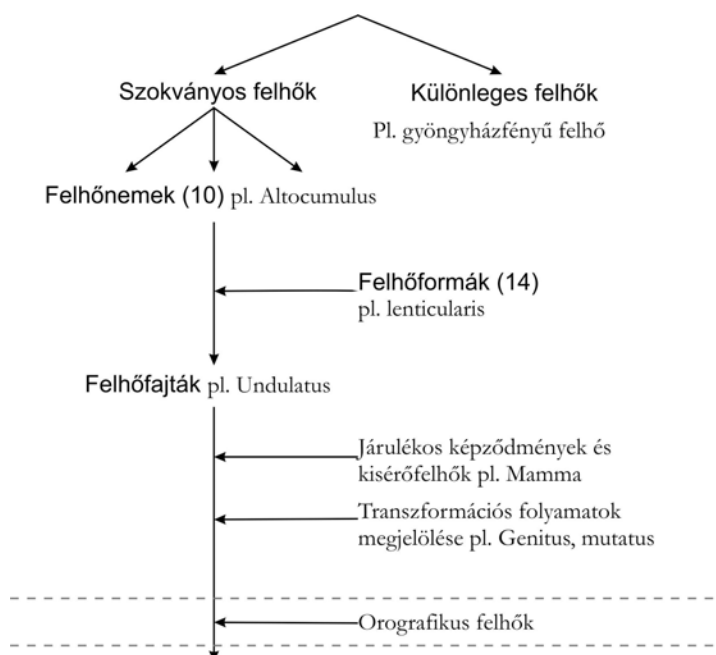 Szokványos felhők
Különleges felhők
Pl. gyöngyházfényű felhő
Felhőnemek (10) pl. Altocumulus
Felhőformák (14)
pl. lenticularis
Felhőfajták pl. Undulatus
Járulékos képződmények és
kisérőfelhők pl. Mamma
Transzformációs folyamatok
megjelölése pl. Genitus, mutatus
Orografikus felhők